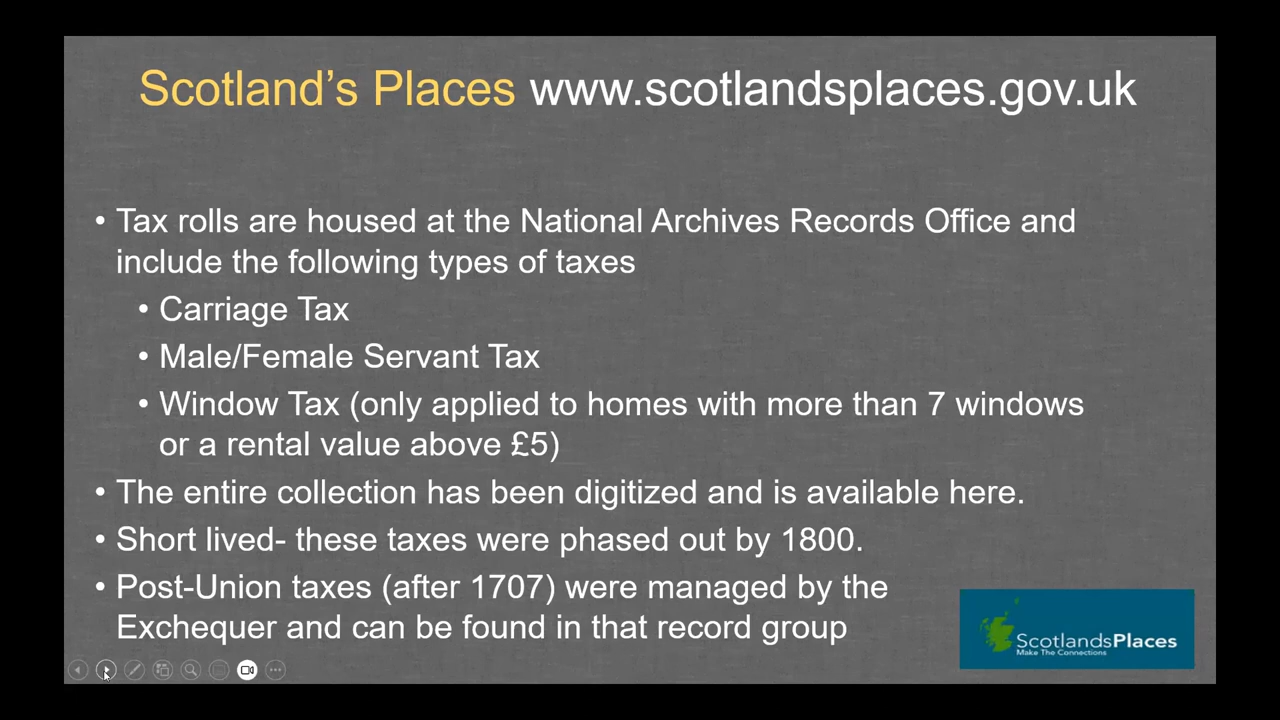 Scotland's Places www.scotlandsplaces.gov.uk
• Tax rolls are housed at the National Archives Records Office and
include the following types of taxes
• Carriage Tax
• Male/Female Servant Tax
• Window Tax (only applied to homes with more than 7 windows
or a rental value above £5)
• The entire collection has been digitized and is available here.
• Short lived- these taxes were phased out by 1800.
• Post-Union taxes (after 1707) were managed by the
Exchequer and can be found in that record group
ScotlandsPlaces
Make The Connections